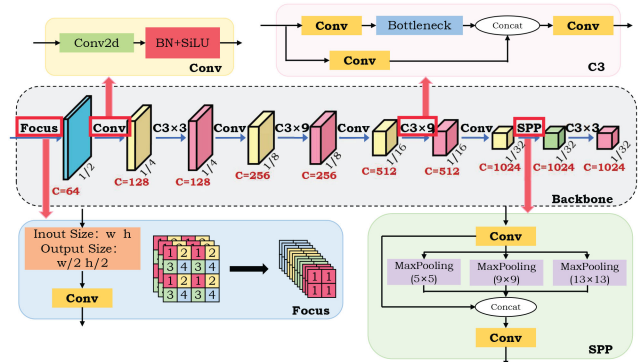 Conv2d
BN+SiLU
Conv
Conv
Bottleneck
Concat
Conv
Conv
C3
Focus
Conv
C3×3
Conv
C3×9
Conv
C3×9
Conv
SPP
C3×3
1/2
1/4
1/4
1/8
1/8
1/16
1/16
1/32
1/32
1/32
C=64
C=128
C=128
C=256
C=256
C=512
C=512
C=1024
C=1024
C=1024
Backbone
Inout Size: w h
Output Size:
w/2 h/2
Conv
1 2 1 2
3 4 3 4
1 2 1 2
3 4 3 4
1 1
1 1
Focus
Conv
MaxPooling
(5×5)
MaxPooling
(9×9)
MaxPooling
(13×13)
Concat
Conv
SPP